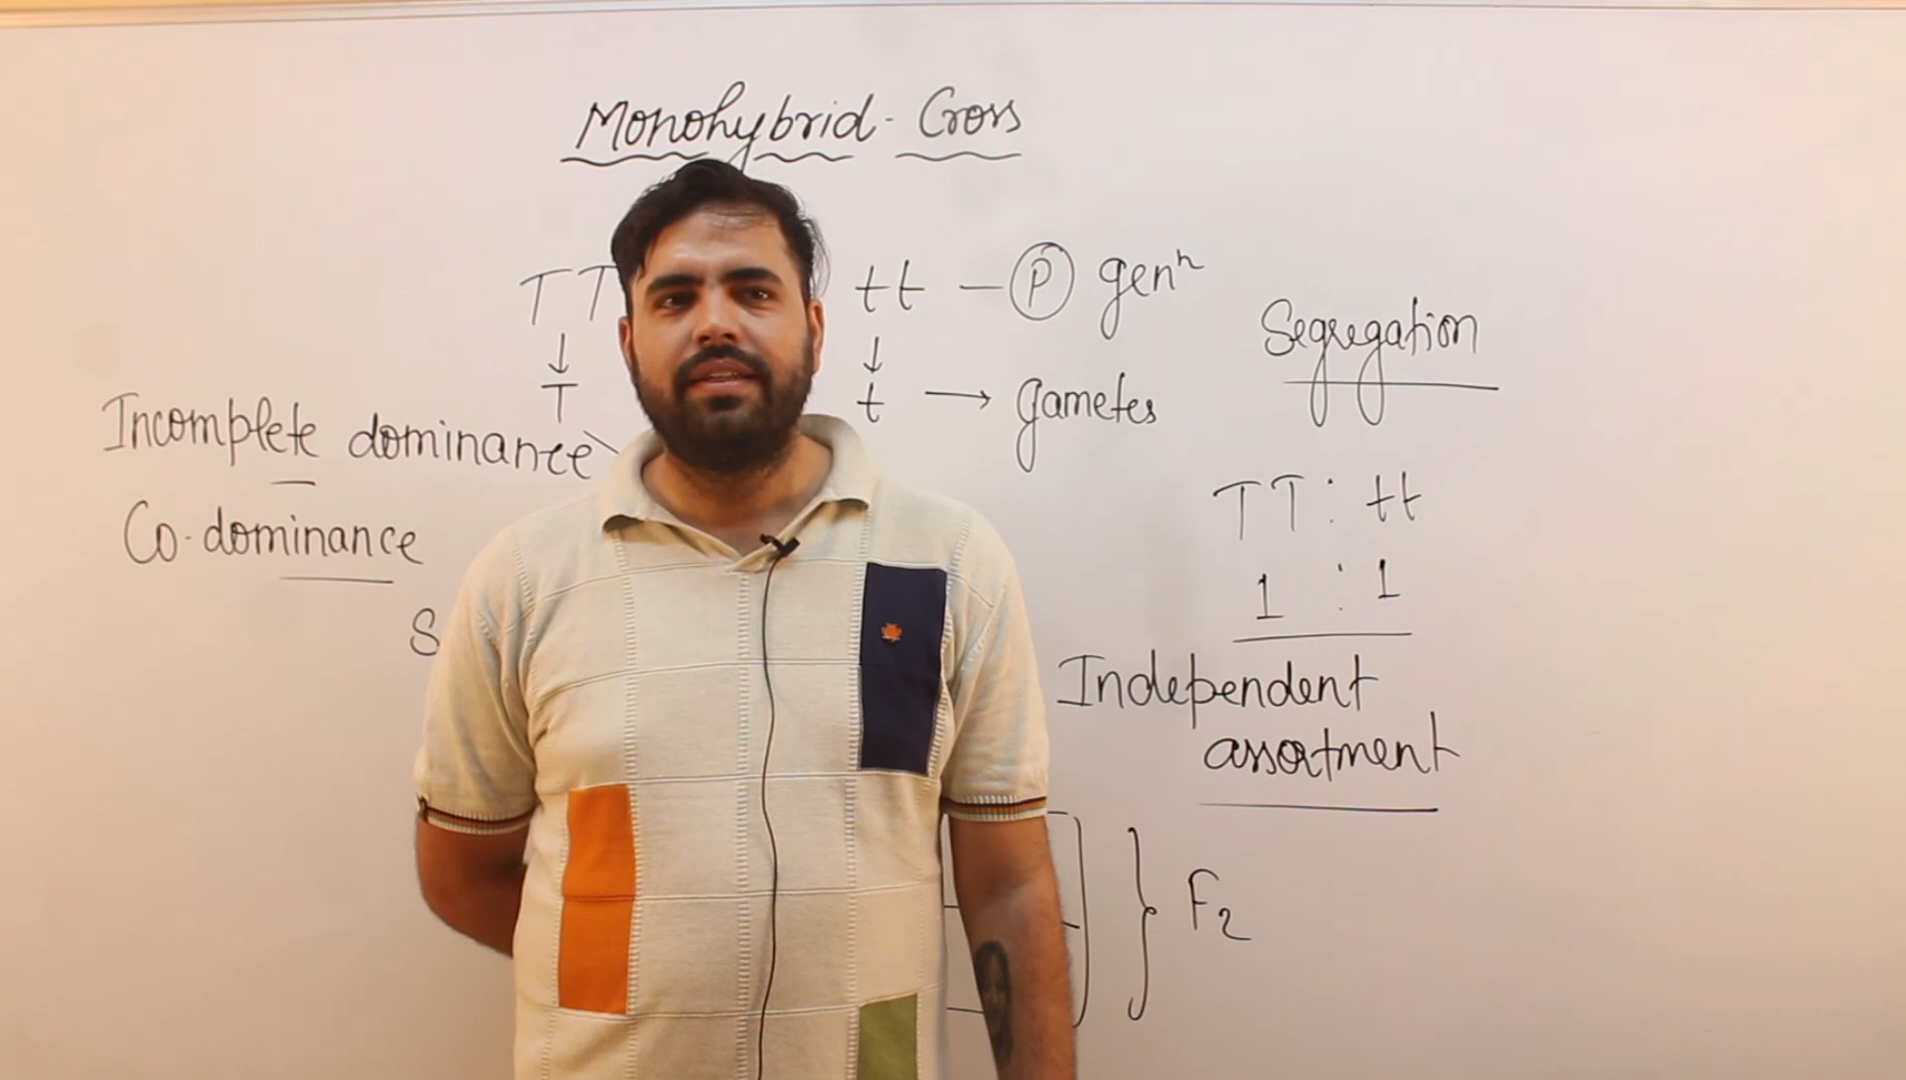 Monohybrid - Cross
TT tt — P genⁿ
T t → gametes
Segregation
Incomplete dominance
Co-dominance
S
TT : tt
1 : 1
Independent
assortment
F₂